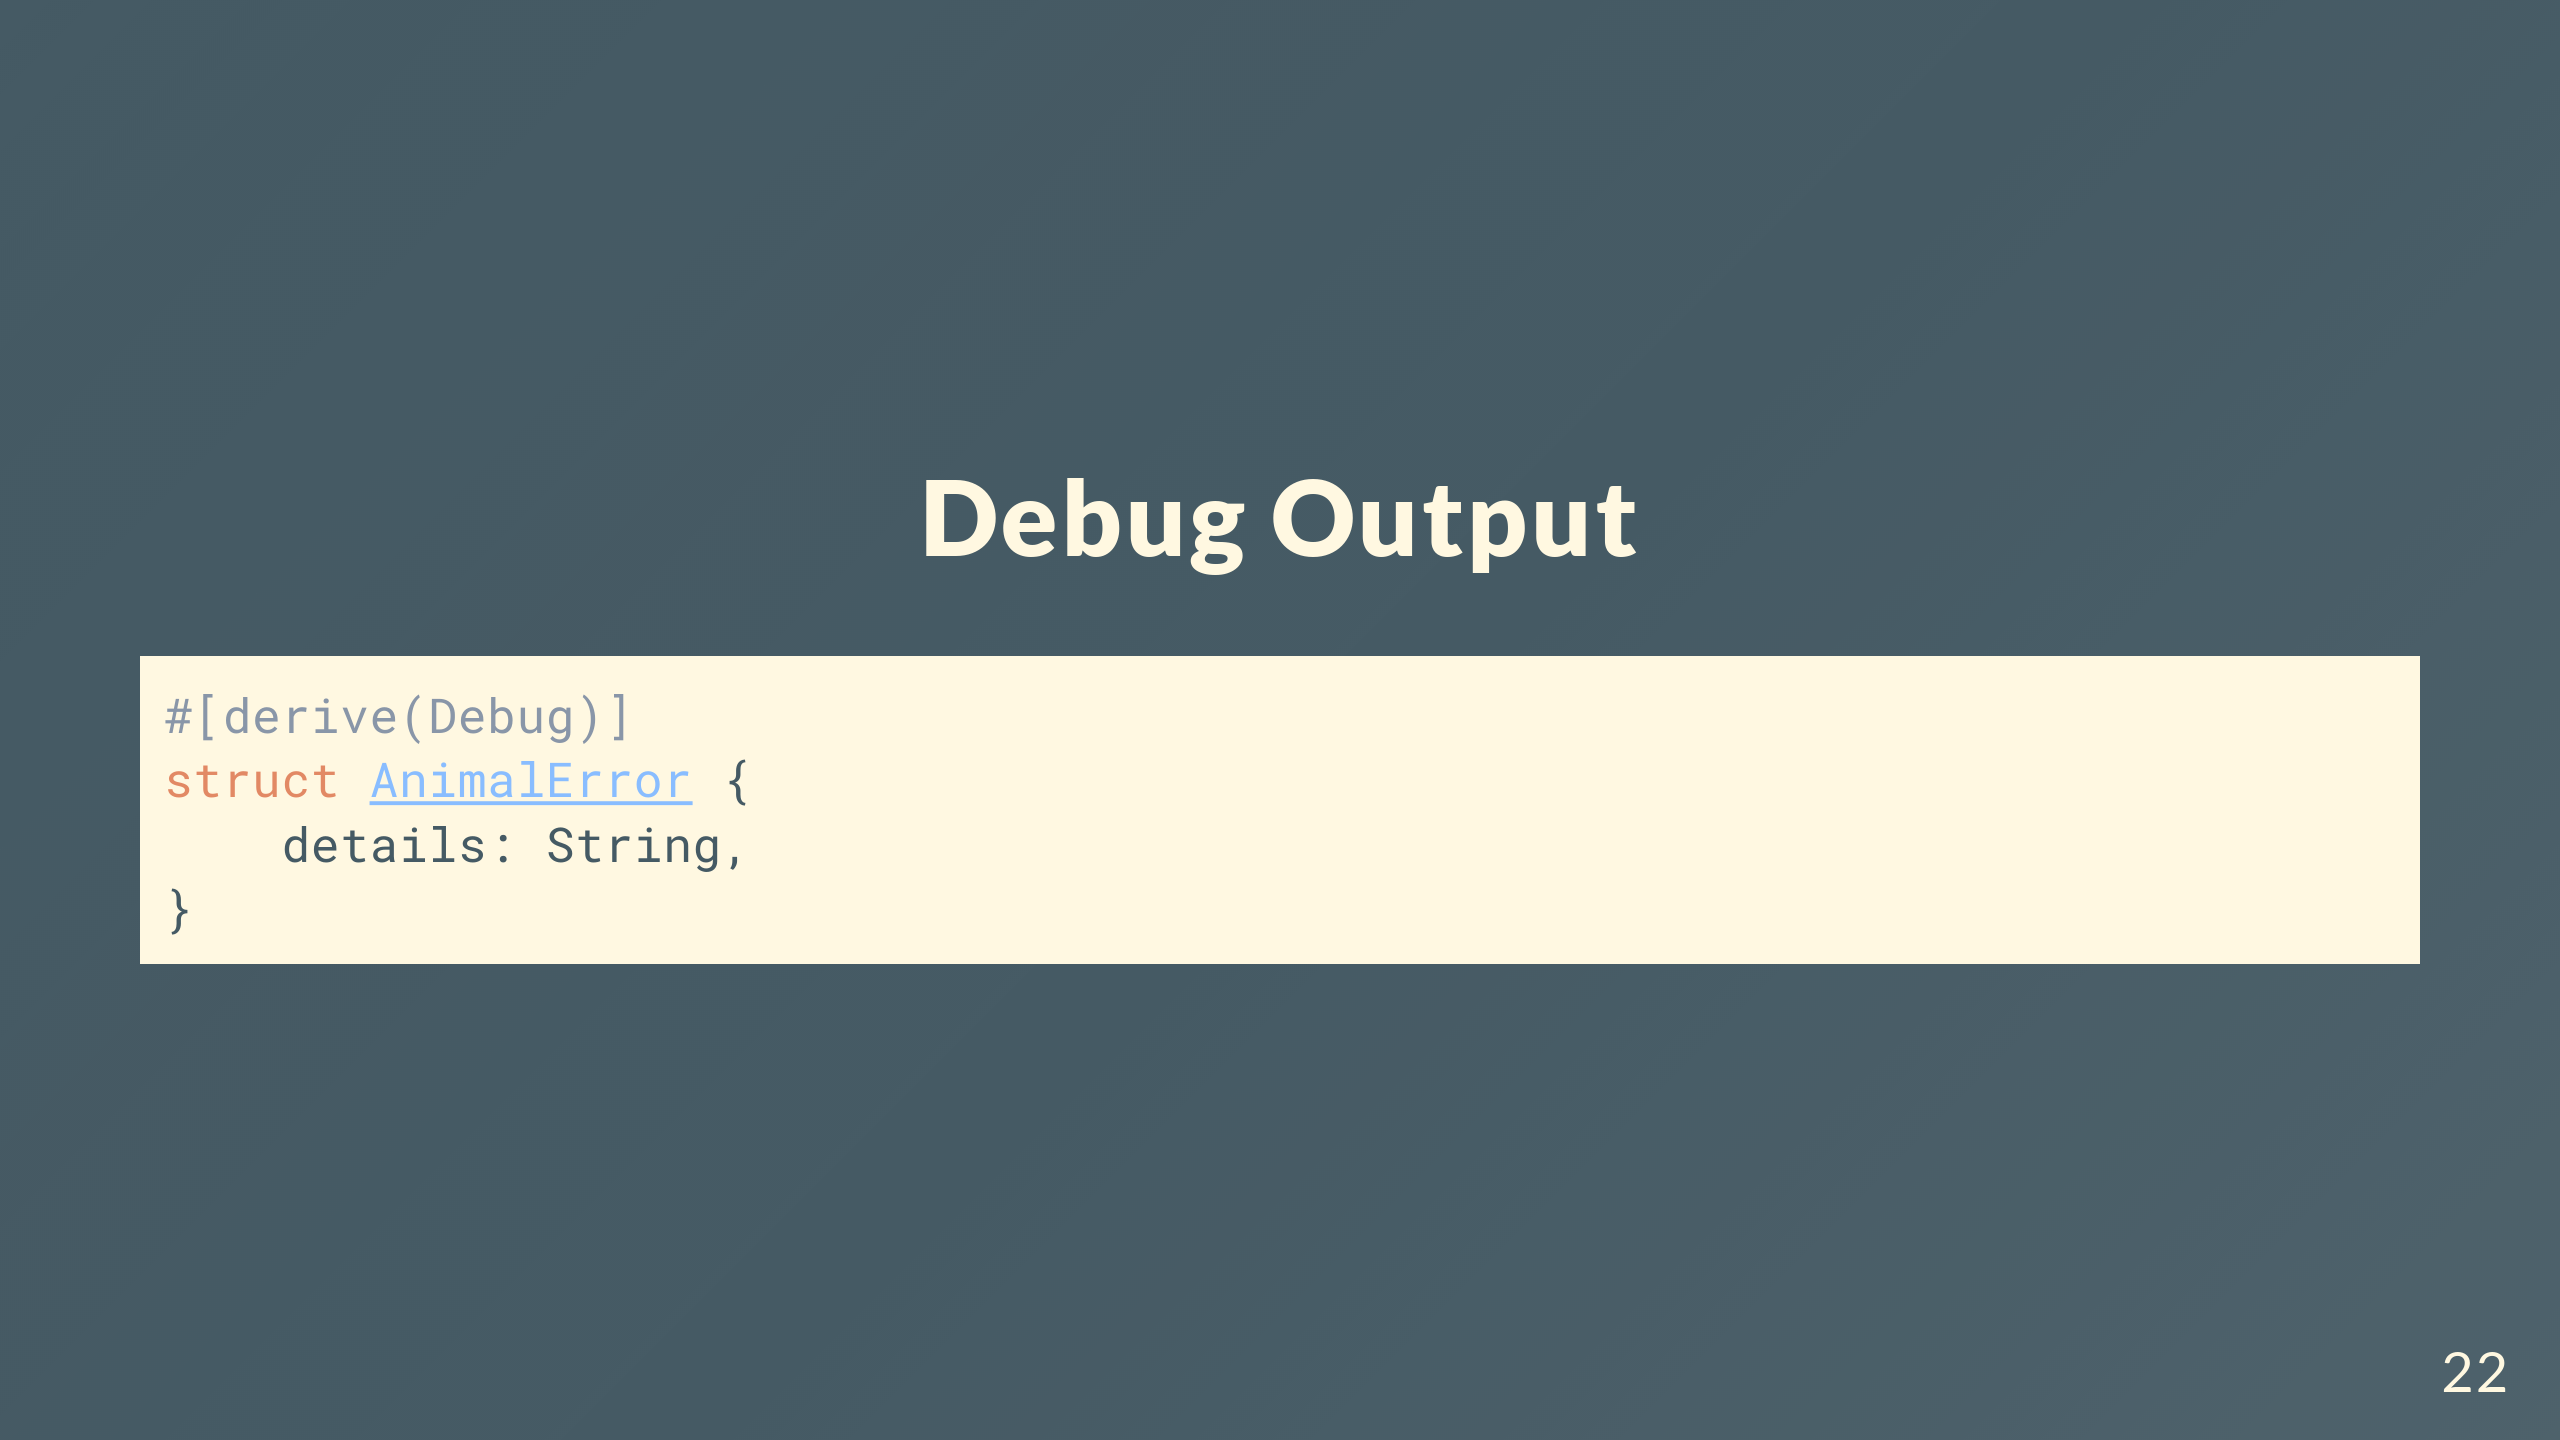 Debug Output
#[derive(Debug)]
struct AnimalError {
    details: String,
}
22